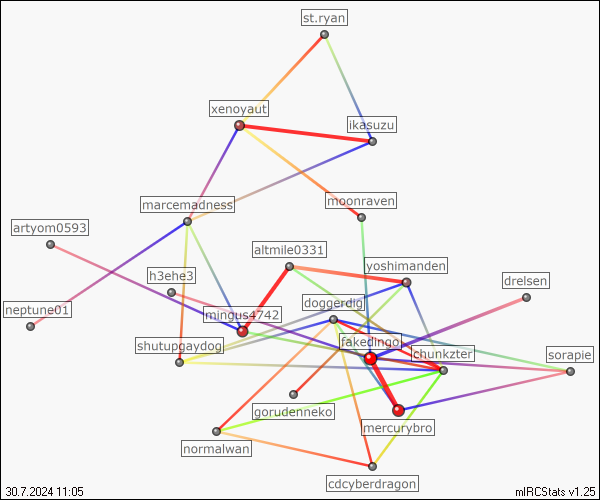 st.ryan
xenoyaut
ikasuzu
marcemadness
moonraven
artyom0593
altmile0331
yoshimanden
h3ehe3
drelsen
neptune01
mingus4742
doggerdig
shutupgaydog
fakedingo
chunkzter
sorapie
gorudenneko
mercurybro
normalwan
cdcyberdragon
30.7.2024 11:05
mIRCStats v1.25